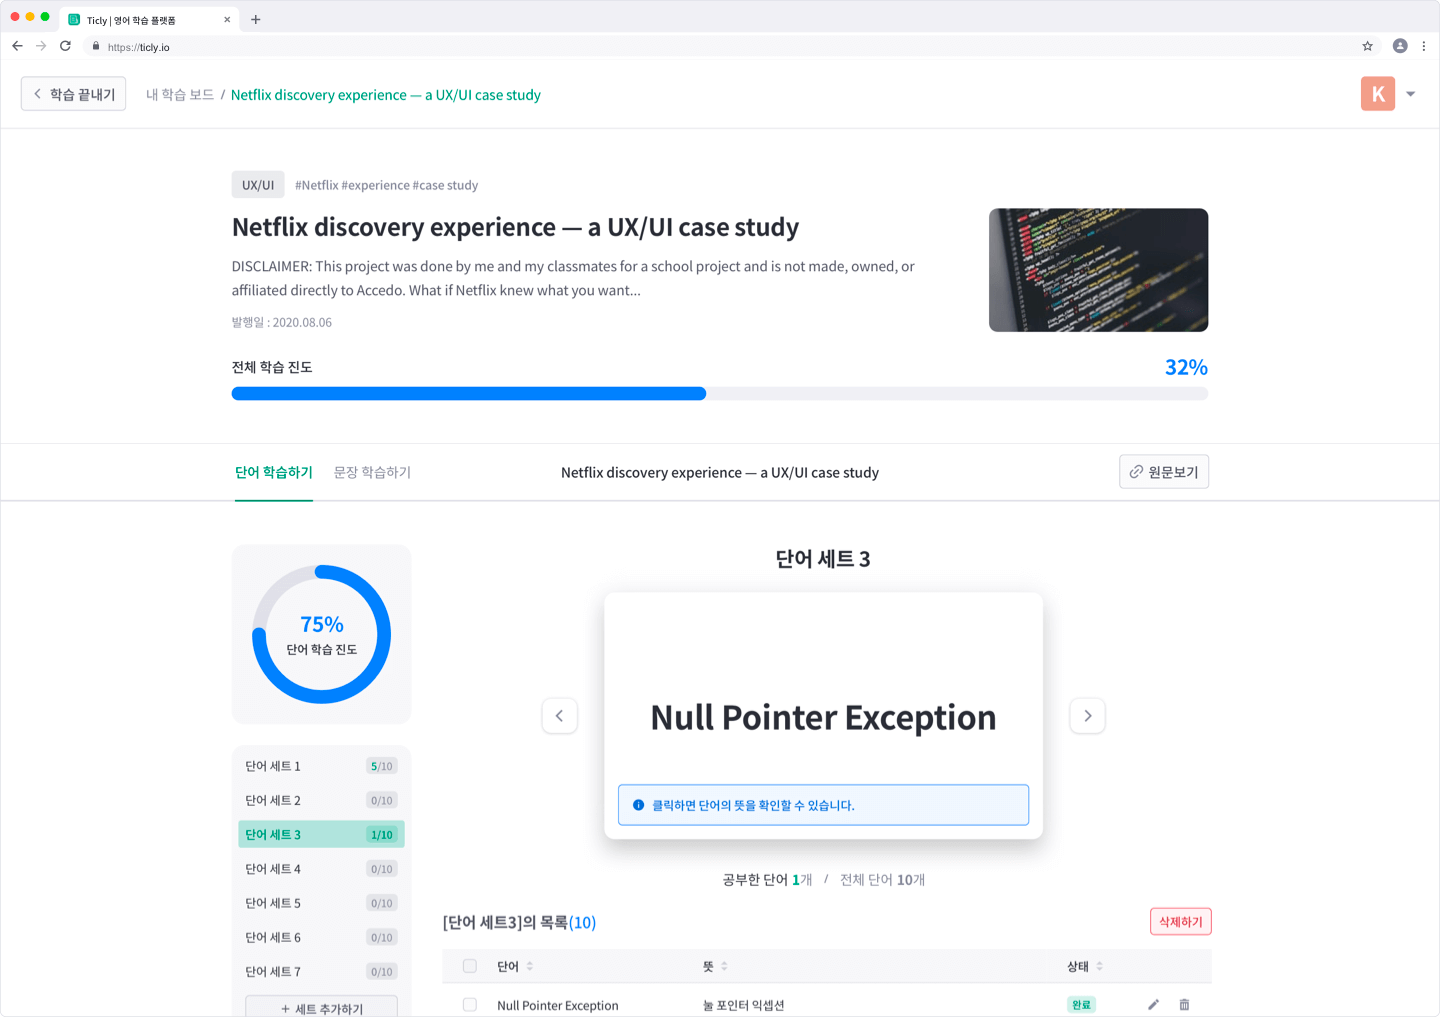 Ticly | 영어 학습 플랫폼
https://ticly.io
학습 끝내기
내 학습 보드 / Netflix discovery experience — a UX/UI case study
K
UX/UI
#Netflix #experience #case study
Netflix discovery experience — a UX/UI case study
DISCLAIMER: This project was done by me and my classmates for a school project and is not made, owned, or
affiliated directly to Accedo. What if Netflix knew what you want...
발행일 : 2020.08.06
전체 학습 진도
32%
단어 학습하기
문장 학습하기
Netflix discovery experience — a UX/UI case study
원문보기
75%
단어 학습 진도
단어 세트 1 5/10
단어 세트 2 0/10
단어 세트 3 1/10
단어 세트 4 0/10
단어 세트 5 0/10
단어 세트 6 0/10
단어 세트 7 0/10
+ 세트 추가하기
단어 세트 3
Null Pointer Exception
클릭하면 단어의 뜻을 확인할 수 있습니다.
공부한 단어 1개 / 전체 단어 10개
[단어 세트3]의 목록(10)
삭제하기
단어 뜻 상태
Null Pointer Exception 눌 포인터 익셉션 완료